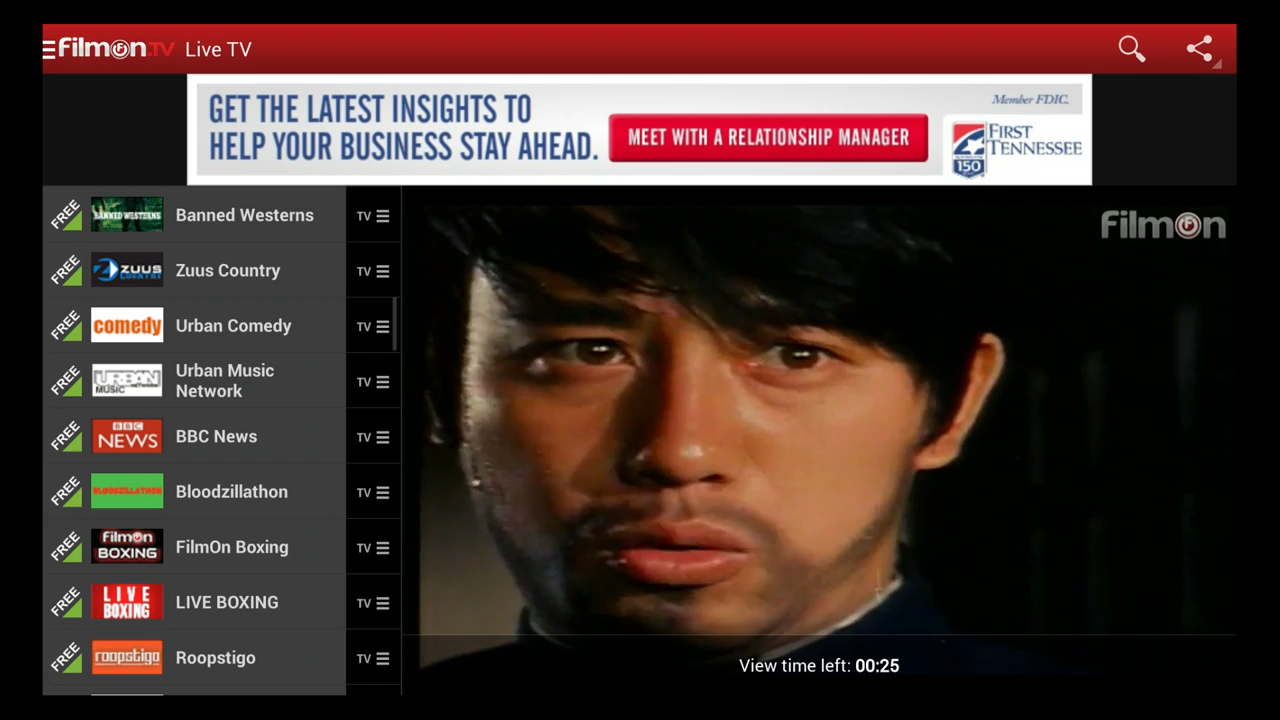 FilmOn.TV Live TV
GET THE LATEST INSIGHTS TO
HELP YOUR BUSINESS STAY AHEAD.
MEET WITH A RELATIONSHIP MANAGER
Member FDIC.
FIRST
TENNESSEE
150
FREE BANNED WESTERNS Banned Westerns TV
FREE ZUUS COUNTRY Zuus Country TV
FREE comedy Urban Comedy TV
FREE URBAN MUSIC NETWORK Urban Music
Network TV
FREE BBC NEWS BBC News TV
FREE BLOODZILLATHON Bloodzillathon TV
FREE FilmOn BOXING FilmOn Boxing TV
FREE LIVE BOXING LIVE BOXING TV
FREE roopstigo Roopstigo TV
FilmOn
View time left: 00:25